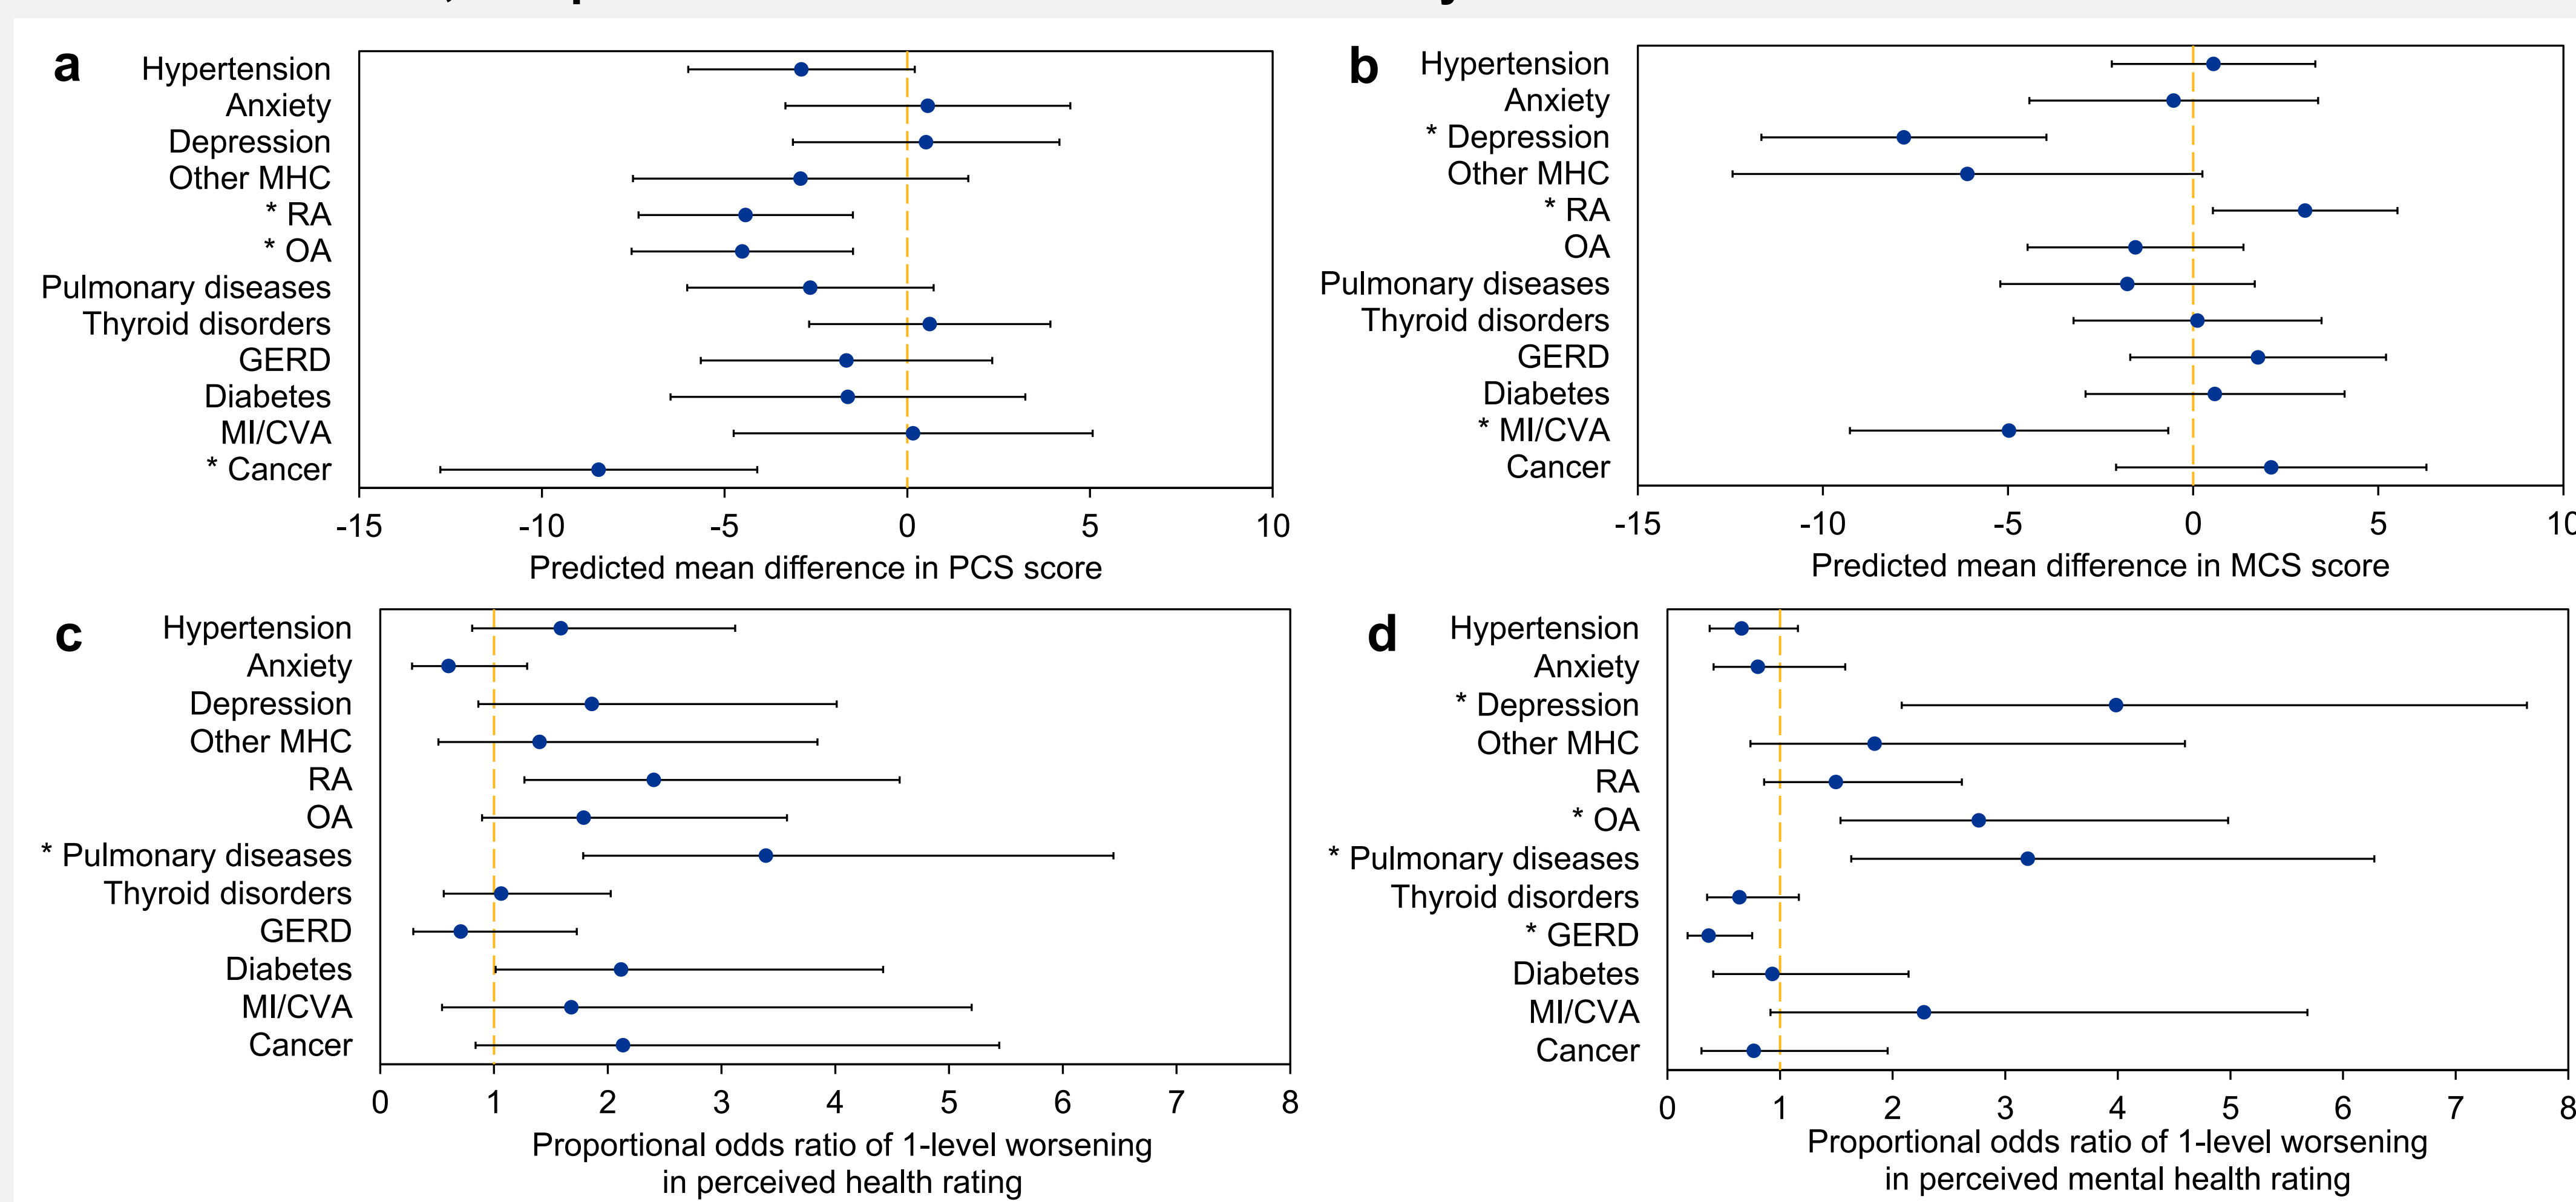 a
Hypertension
Anxiety
Depression
Other MHC
* RA
* OA
Pulmonary diseases
Thyroid disorders
GERD
Diabetes
MI/CVA
* Cancer
-15 -10 -5 0 5 10
Predicted mean difference in PCS score
b
Hypertension
Anxiety
* Depression
Other MHC
* RA
OA
Pulmonary diseases
Thyroid disorders
GERD
Diabetes
* MI/CVA
Cancer
-15 -10 -5 0 5 10
Predicted mean difference in MCS score
c
Hypertension
Anxiety
Depression
Other MHC
RA
OA
* Pulmonary diseases
Thyroid disorders
GERD
Diabetes
MI/CVA
Cancer
0 1 2 3 4 5 6 7 8
Proportional odds ratio of 1-level worsening
in perceived health rating
d
Hypertension
Anxiety
* Depression
Other MHC
RA
* OA
* Pulmonary diseases
Thyroid disorders
* GERD
Diabetes
MI/CVA
Cancer
0 1 2 3 4 5 6 7 8
Proportional odds ratio of 1-level worsening
in perceived mental health rating